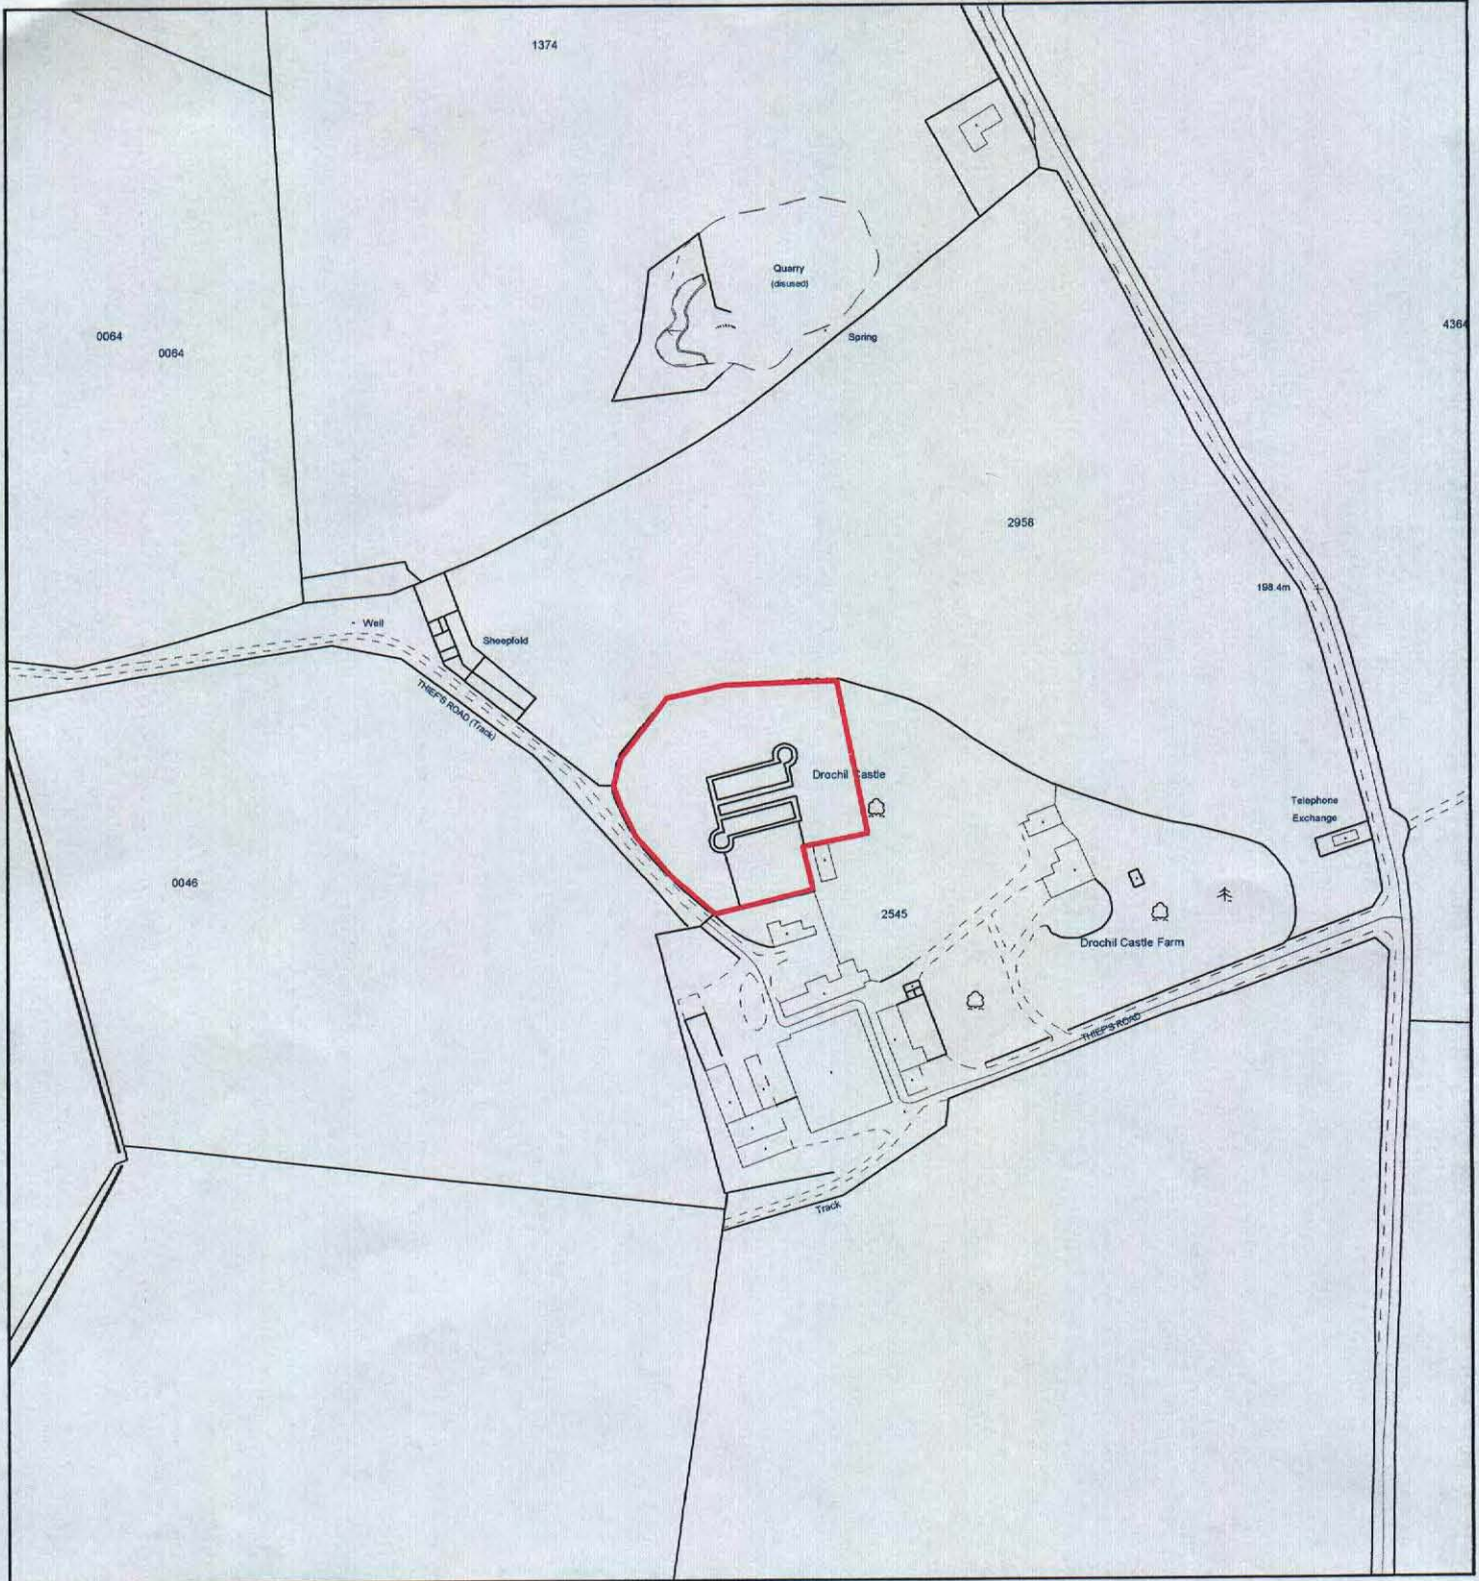 1374
Quarry
(disused)
0064
0064
Spring
4364
2958
198.4m
Well
Sheepfold
THIEF'S ROAD (Track)
Drochil Castle
Telephone
Exchange
0046
2545
Drochil Castle Farm
THIEF'S ROAD
Track